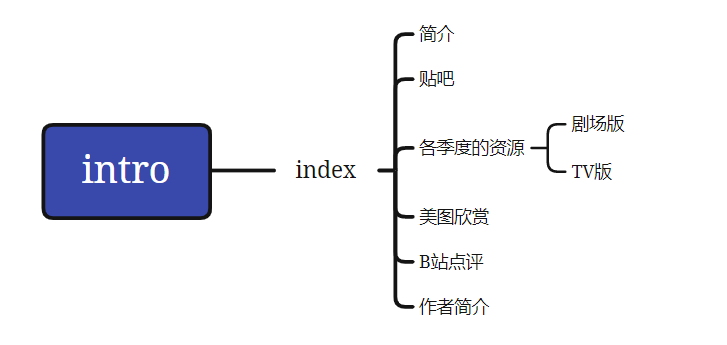 intro
index
简介
贴吧
各季度的资源
剧场版
TV版
美图欣赏
B站点评
作者简介